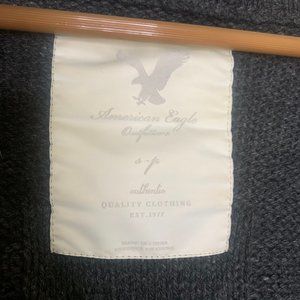 American Eagle
Outfitters
s-p
authentic
QUALITY CLOTHING
EST. 1977